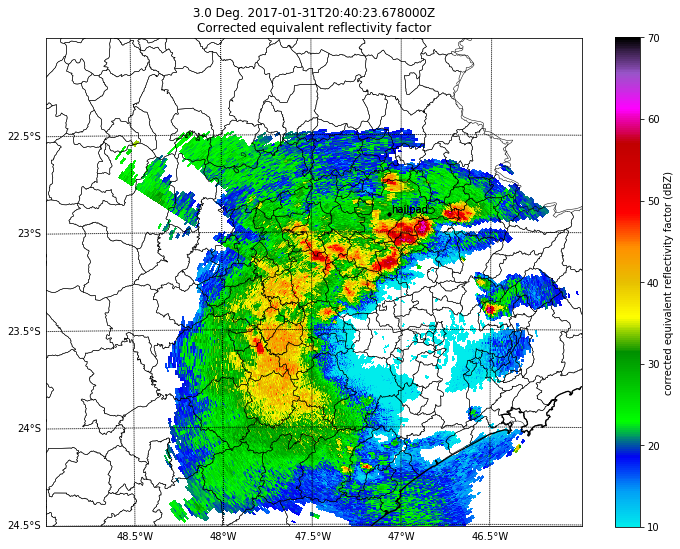 3.0 Deg. 2017-01-31T20:40:23.678000Z
Corrected equivalent reflectivity factor
22.5°S
23°S
23.5°S
24°S
24.5°S
48.5°W
48°W
47.5°W
47°W
46.5°W
hailpad
70
60
50
40
30
20
10
corrected equivalent reflectivity factor (dBZ)